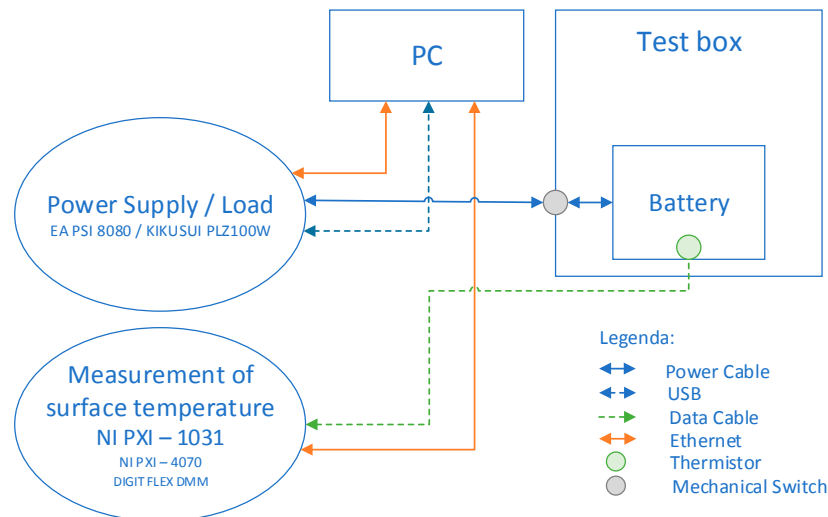 PC
Test box
Power Supply / Load
EA PSI 8080 / KIKUSUI PLZ100W
Battery
Measurement of
surface temperature
NI PXI – 1031
NI PXI – 4070
DIGIT FLEX DMM
Legenda:
Power Cable
USB
Data Cable
Ethernet
Thermistor
Mechanical Switch